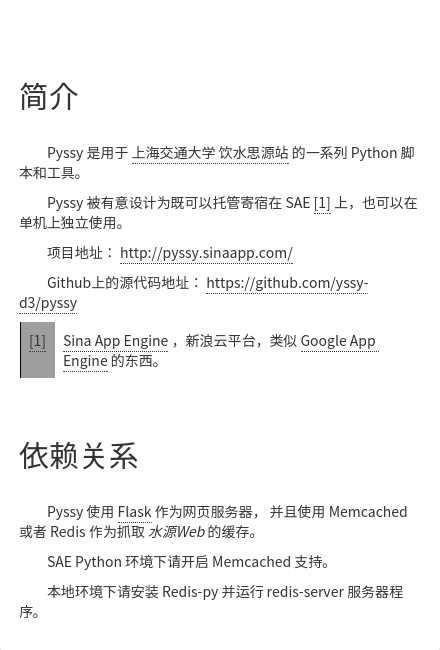 简介
Pyssy 是用于 上海交通大学 饮水思源站 的一系列 Python 脚
本和工具。
Pyssy 被有意设计为既可以托管寄宿在 SAE [1] 上，也可以在
单机上独立使用。
项目地址： http://pyssy.sinaapp.com/
Github上的源代码地址： https://github.com/yssy-
d3/pyssy
[1] Sina App Engine ，新浪云平台，类似 Google App
Engine 的东西。
依赖关系
Pyssy 使用 Flask 作为网页服务器， 并且使用 Memcached
或者 Redis 作为抓取 水源Web 的缓存。
SAE Python 环境下请开启 Memcached 支持。
本地环境下请安装 Redis-py 并运行 redis-server 服务器程
序。